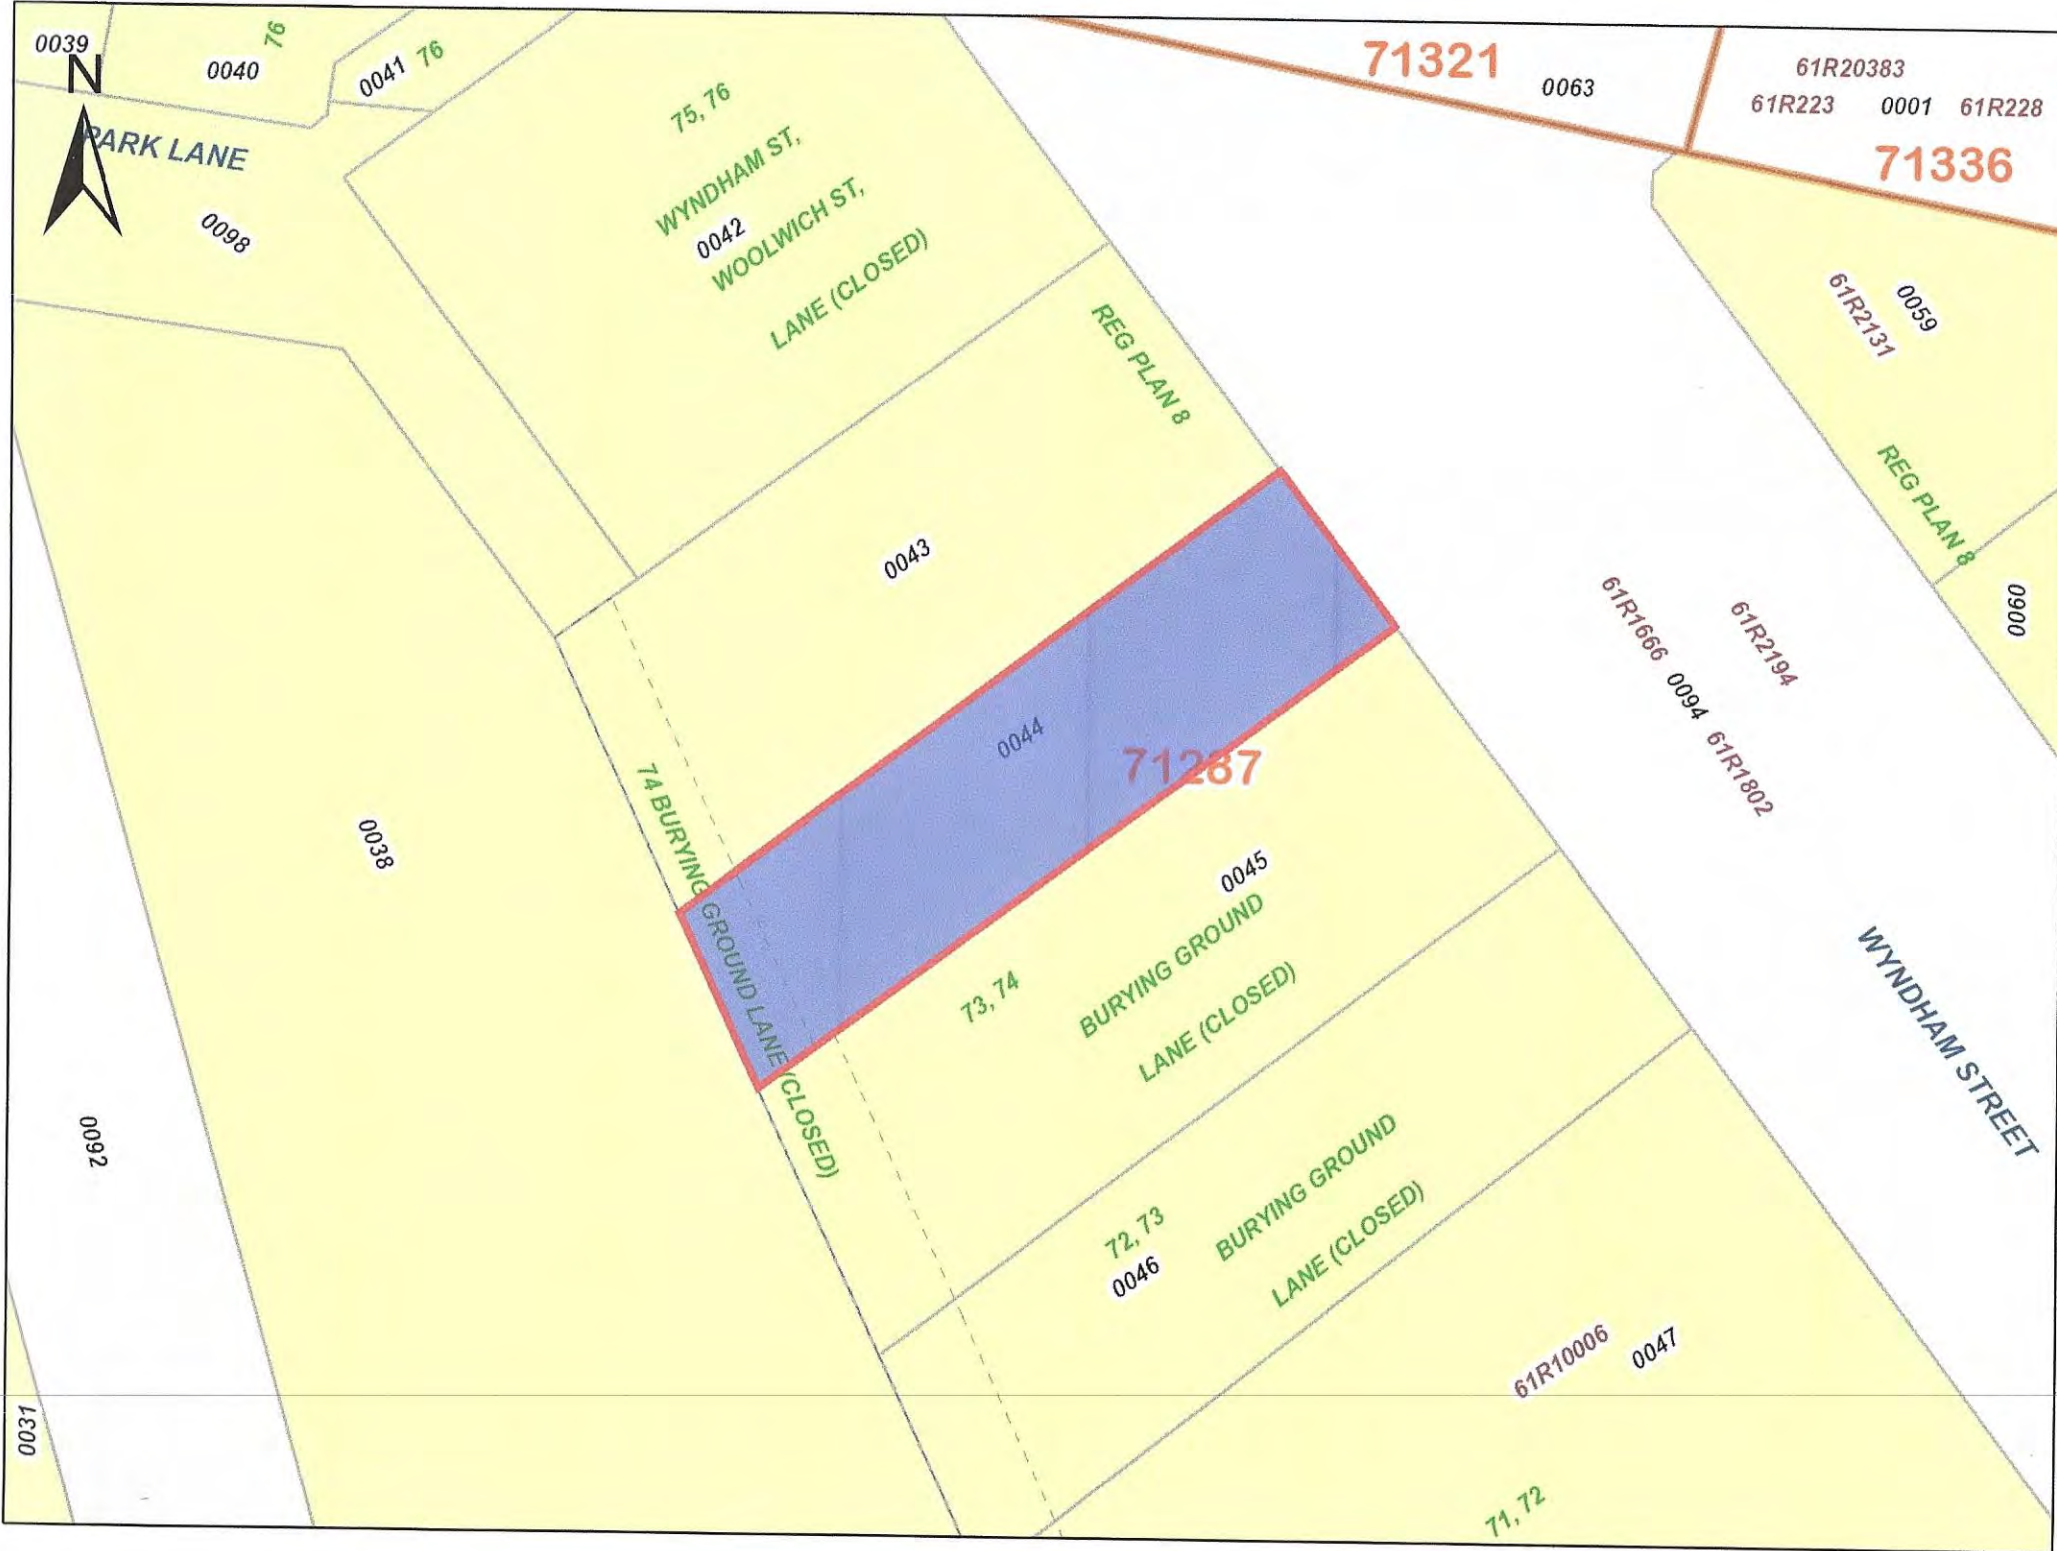 0039
N
0040
76
0041
76
PARK LANE
0098
75, 76
WYNDHAM ST,
0042
WOOLWICH ST,
LANE (CLOSED)
REG PLAN 8
71321
0063
61R20383
61R223
0001
61R228
71336
61R2131
0059
REG PLAN 8
0060
0043
0044
71287
61R1666
0094
61R2194
61R1802
WYNDHAM STREET
0038
74 BURYING GROUND LANE (CLOSED)
0045
73, 74
BURYING GROUND
LANE (CLOSED)
72, 73
0046
BURYING GROUND
LANE (CLOSED)
61R10006
0047
71, 72
0092
0031